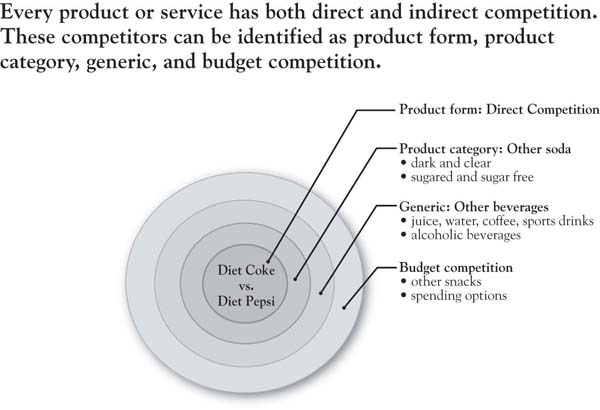 Every product or service has both direct and indirect competition.
These competitors can be identified as product form, product
category, generic, and budget competition.
Product form: Direct Competition
Product category: Other soda
• dark and clear
• sugared and sugar free
Generic: Other beverages
• juice, water, coffee, sports drinks
• alcoholic beverages
Budget competition
• other snacks
• spending options
Diet Coke
vs.
Diet Pepsi